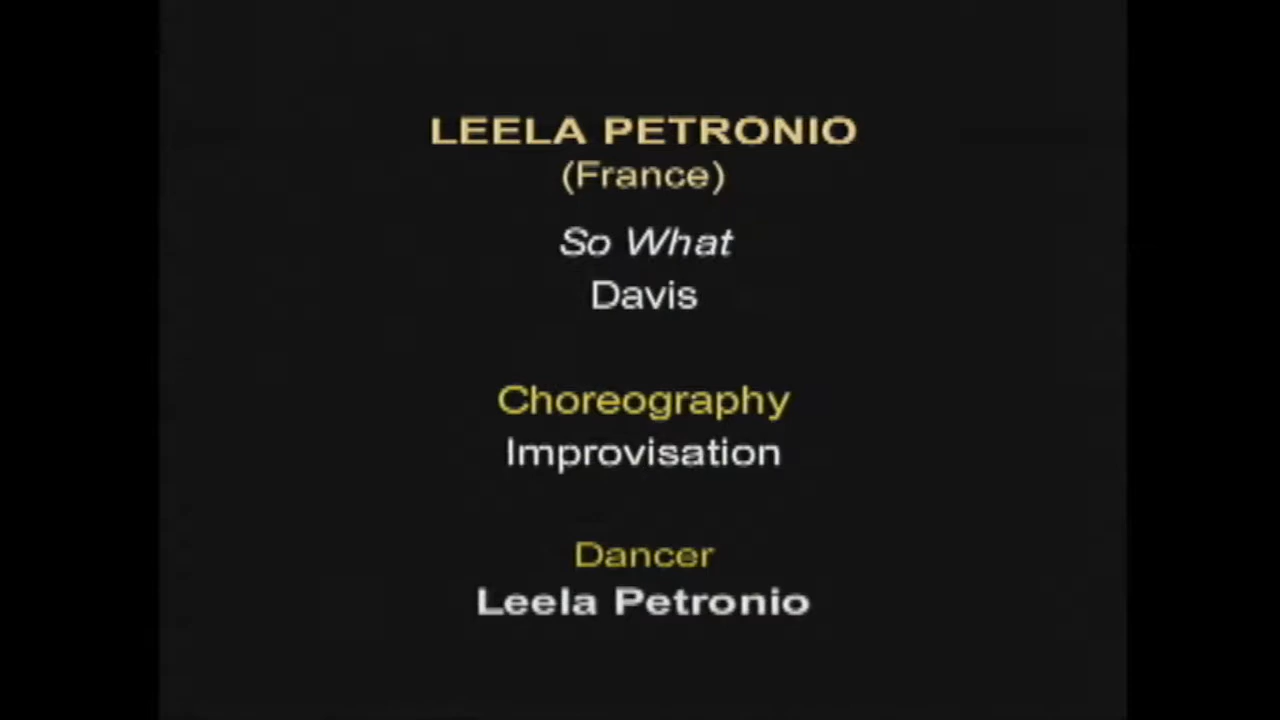 LEELA PETRONIO
(France)
So What
Davis
Choreography
Improvisation
Dancer
Leela Petronio